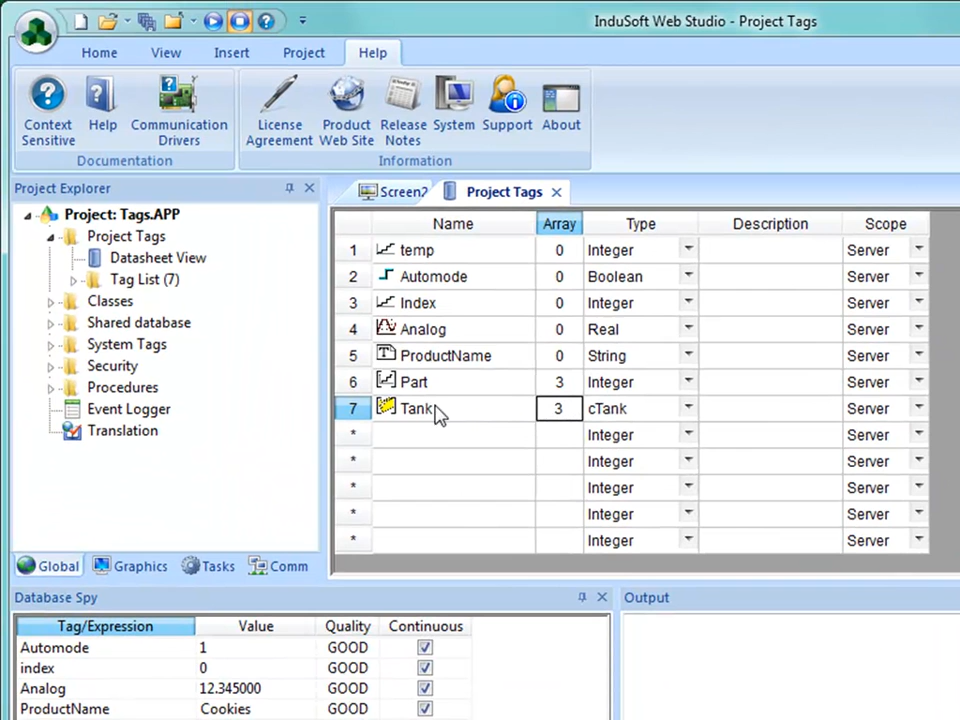 InduSoft Web Studio - Project Tags
Home View Insert Project Help
Context Sensitive
Help
Communication Drivers
License Agreement
Product Web Site
Release Notes
System
Support
About
Documentation
Information
Project Explorer
Project: Tags.APP
Project Tags
Datasheet View
Tag List (7)
Classes
Shared database
System Tags
Security
Procedures
Event Logger
Translation
Global Graphics Tasks Comm
Screen2 Project Tags
Name Array Type Description Scope
1 temp 0 Integer Server
2 Automode 0 Boolean Server
3 Index 0 Integer Server
4 Analog 0 Real Server
5 ProductName 0 String Server
6 Part 3 Integer Server
7 Tank 3 cTank Server
* Integer Server
* Integer Server
* Integer Server
* Integer Server
* Integer Server
Database Spy
Tag/Expression Value Quality Continuous
Automode 1 GOOD
index 0 GOOD
Analog 12.345000 GOOD
ProductName Cookies GOOD
Output